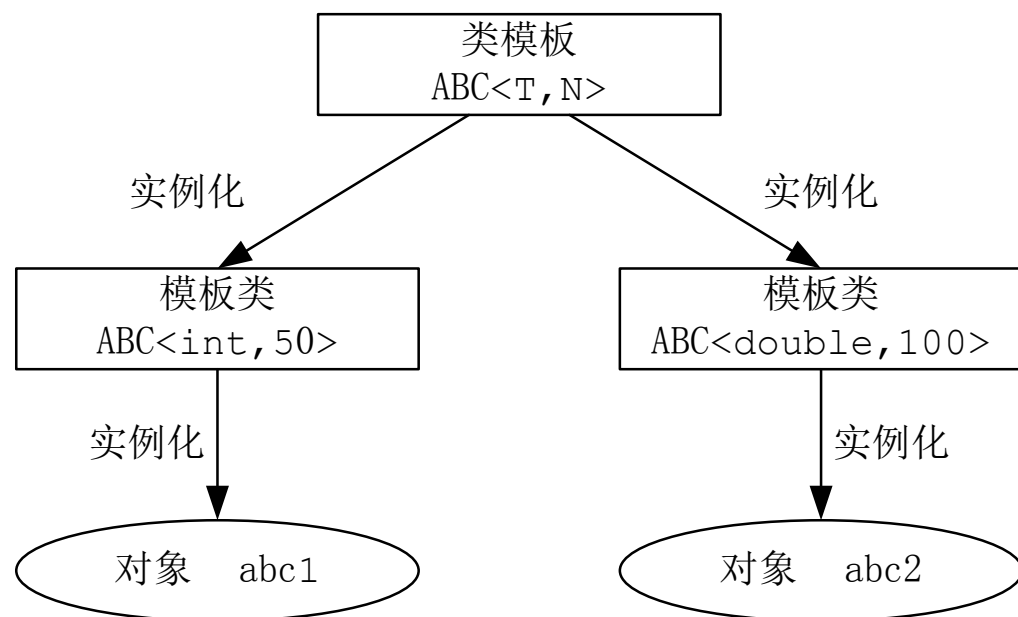 类模板
ABC<T,N>
实例化
实例化
模板类
ABC<int,50>
模板类
ABC<double,100>
实例化
实例化
对象 abc1
对象 abc2